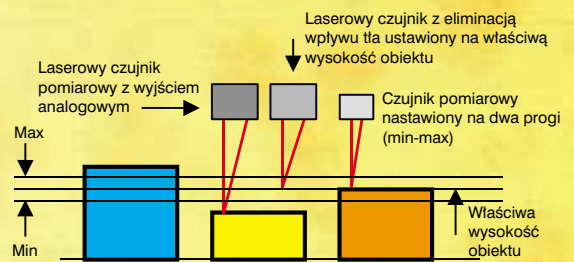 Laserowy czujnik z eliminacją
wpływu tła ustawiony na właściwą
wysokość obiektu
Laserowy czujnik
pomiarowy z wyjściem
analogowym
Czujnik pomiarowy
nastawiony na dwa progi
(min-max)
Max
Min
Właściwa
wysokość
obiektu